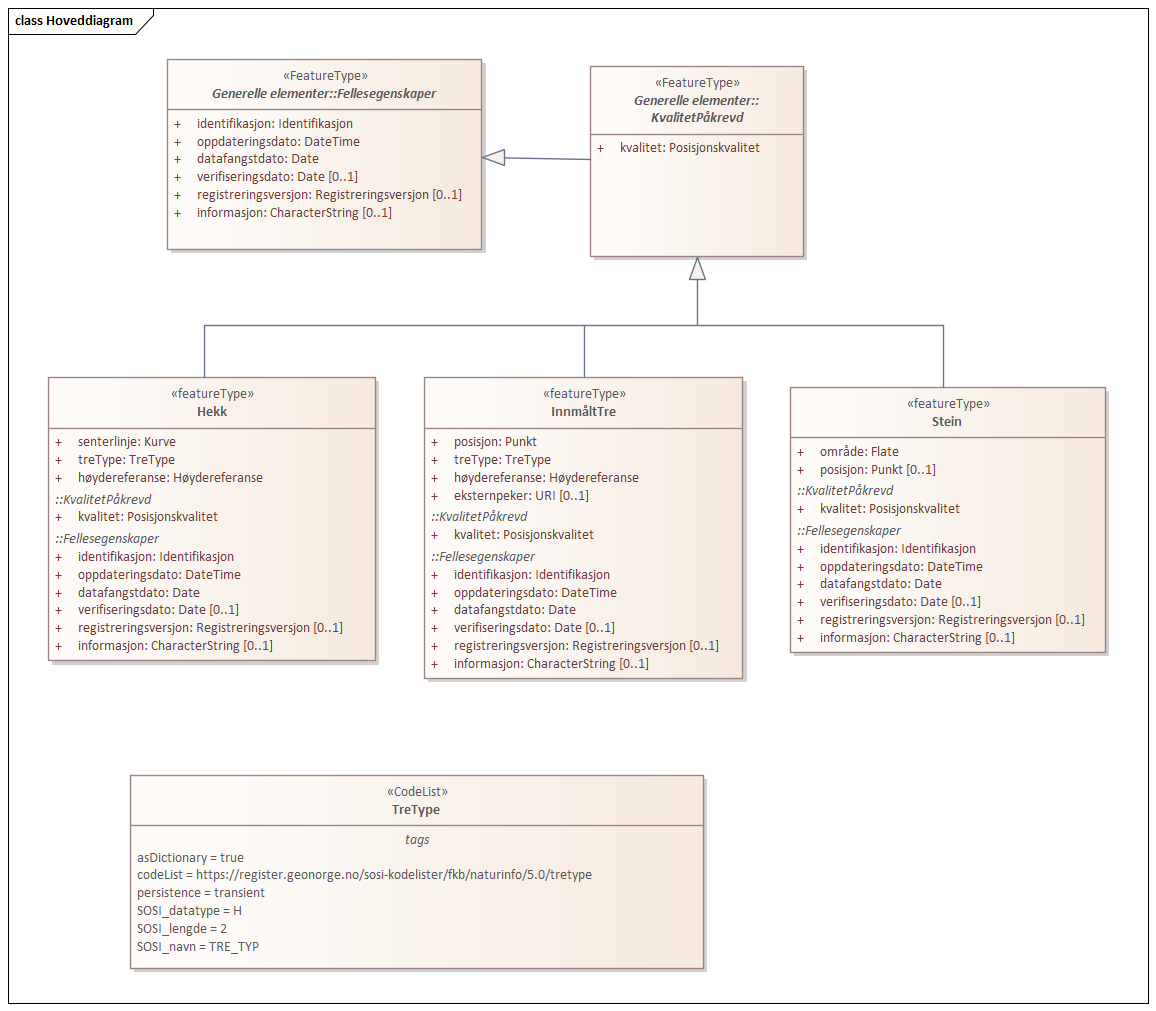 class Hoveddiagram
«FeatureType»
Generelle elementer::Fellesegenskaper
+ identifikasjon: Identifikasjon
+ oppdateringsdato: DateTime
+ datafangstdato: Date
+ verifiseringsdato: Date [0..1]
+ registreringsversjon: Registreringsversjon [0..1]
+ informasjon: CharacterString [0..1]
«FeatureType»
Generelle elementer::
KvalitetPåkrevd
+ kvalitet: Posisjonskvalitet
«featureType»
Hekk
+ senterlinje: Kurve
+ treType: TreType
+ høydereferanse: Høydereferanse
::KvalitetPåkrevd
+ kvalitet: Posisjonskvalitet
::Fellesegenskaper
+ identifikasjon: Identifikasjon
+ oppdateringsdato: DateTime
+ datafangstdato: Date
+ verifiseringsdato: Date [0..1]
+ registreringsversjon: Registreringsversjon [0..1]
+ informasjon: CharacterString [0..1]
«featureType»
InnmåltTre
+ posisjon: Punkt
+ treType: TreType
+ høydereferanse: Høydereferanse
+ eksternpeker: URI [0..1]
::KvalitetPåkrevd
+ kvalitet: Posisjonskvalitet
::Fellesegenskaper
+ identifikasjon: Identifikasjon
+ oppdateringsdato: DateTime
+ datafangstdato: Date
+ verifiseringsdato: Date [0..1]
+ registreringsversjon: Registreringsversjon [0..1]
+ informasjon: CharacterString [0..1]
«featureType»
Stein
+ område: Flate
+ posisjon: Punkt [0..1]
::KvalitetPåkrevd
+ kvalitet: Posisjonskvalitet
::Fellesegenskaper
+ identifikasjon: Identifikasjon
+ oppdateringsdato: DateTime
+ datafangstdato: Date
+ verifiseringsdato: Date [0..1]
+ registreringsversjon: Registreringsversjon [0..1]
+ informasjon: CharacterString [0..1]
«CodeList»
TreType
tags
asDictionary = true
codeList = https://register.geonorge.no/sosi-kodelister/fkb/naturinfo/5.0/tretype
persistence = transient
SOSI_datatype = H
SOSI_lengde = 2
SOSI_navn = TRE_TYP